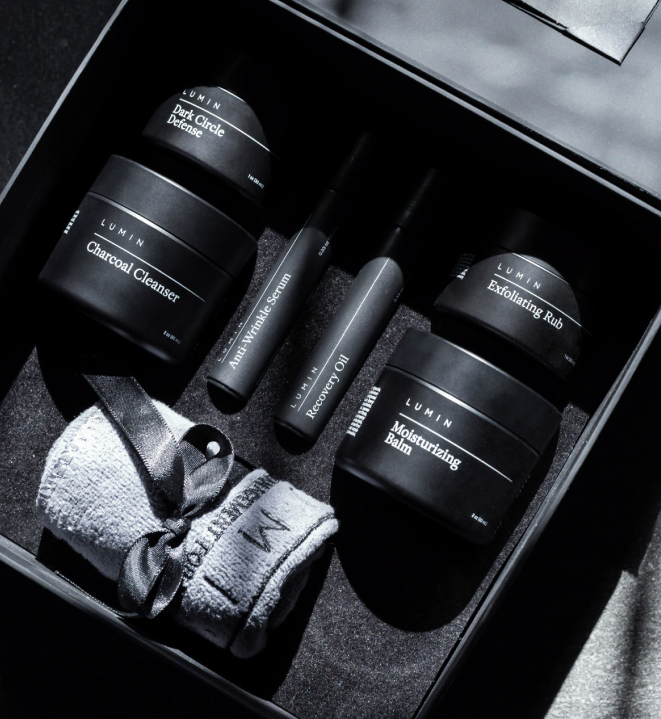 LUMIN
Dark Circle
Defense
LUMIN
Charcoal Cleanser
Anti-Wrinkle Serum
LUMIN
Recovery Oil
LUMIN
Exfoliating Rub
LUMIN
Moisturizing
Balm